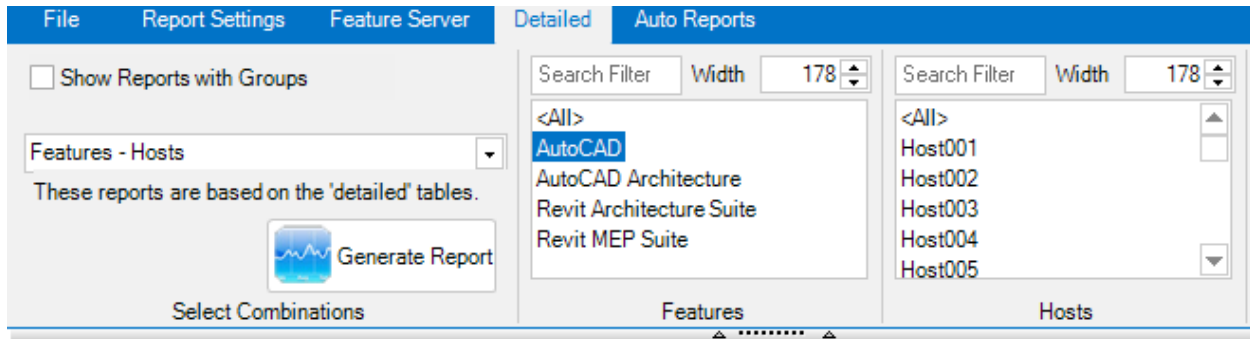 File Report Settings Feature Server Detailed Auto Reports
Show Reports with Groups
Features - Hosts
These reports are based on the 'detailed' tables.
Generate Report
Select Combinations
Search Filter Width 178
<All>
AutoCAD
AutoCAD Architecture
Revit Architecture Suite
Revit MEP Suite
Features
Search Filter Width 178
<All>
Host001
Host002
Host003
Host004
Host005
Hosts